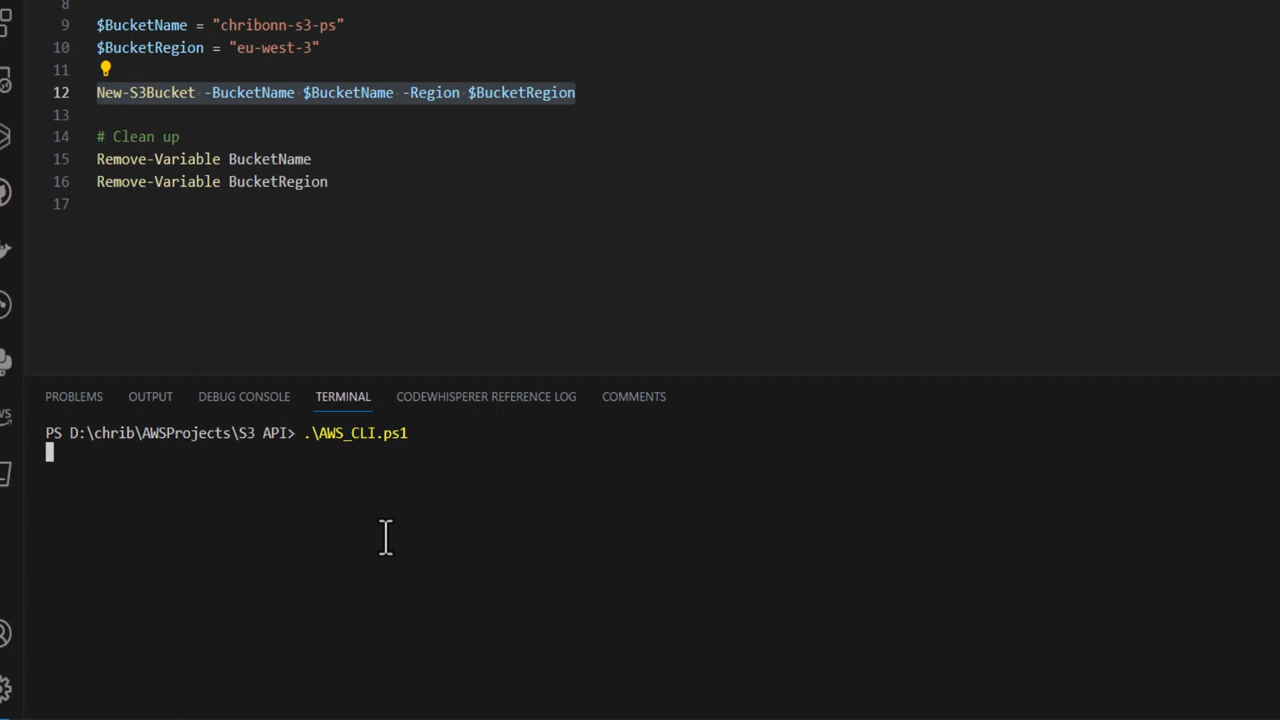 8
9 $BucketName = "chribonn-s3-ps"
10 $BucketRegion = "eu-west-3"
11
12 New-S3Bucket -BucketName $BucketName -Region $BucketRegion
13
14 # Clean up
15 Remove-Variable BucketName
16 Remove-Variable BucketRegion
17
PROBLEMS OUTPUT DEBUG CONSOLE TERMINAL CODEWHISPERER REFERENCE LOG COMMENTS
PS D:\chrib\AWSProjects\S3 API> .\AWS_CLI.ps1